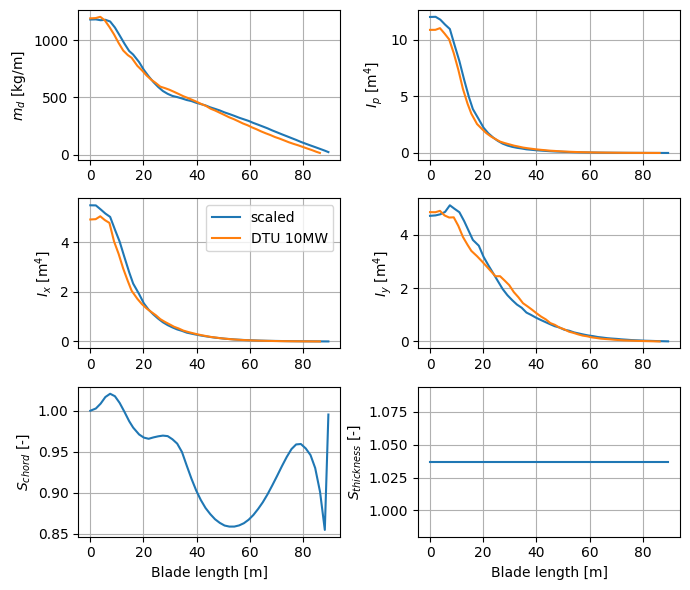 m_d [kg/m]
1000
500
0
0 20 40 60 80
I_p [m^4]
10
5
0
0 20 40 60 80
I_x [m^4]
4
2
0
0 20 40 60 80
scaled
DTU 10MW
I_y [m^4]
4
2
0
0 20 40 60 80
S_chord [-]
1.00
0.95
0.90
0.85
0 20 40 60 80
Blade length [m]
S_thickness [-]
1.075
1.050
1.025
1.000
0 20 40 60 80
Blade length [m]